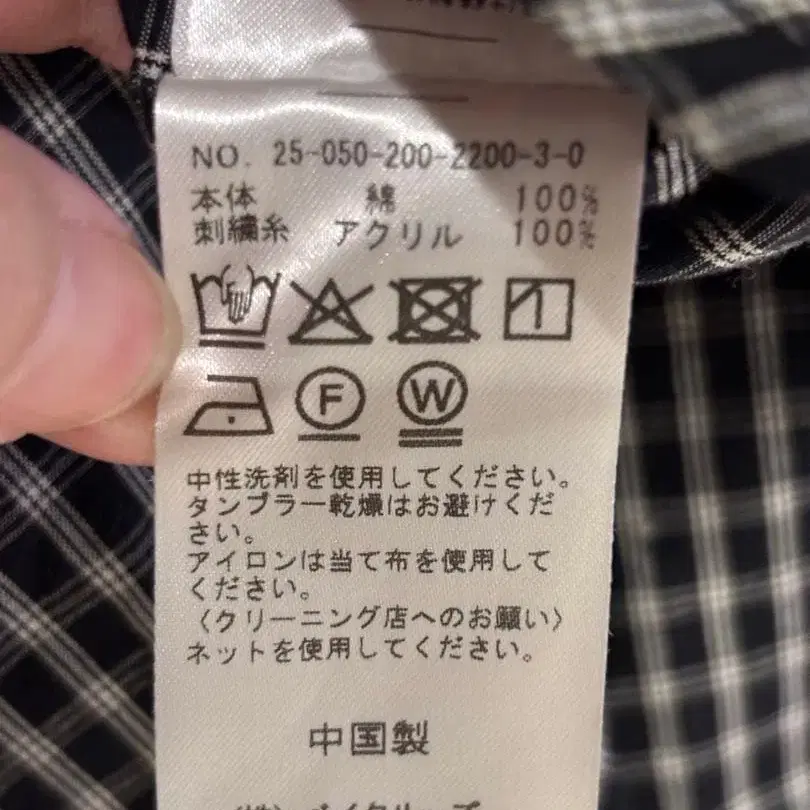 NO. 25-050-200-2200-3-0
本体 綿 100%
刺繍糸 アクリル 100%
F W
中性洗剤を使用してください。
タンブラー乾燥はお避けくだ
さい。
アイロンは当て布を使用して
ください。
〈クリーニング店へのお願い〉
ネットを使用してください。
中国製